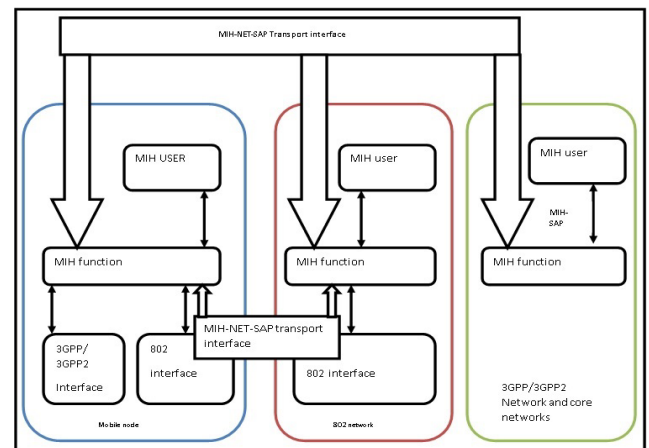 MIH-NET-SAP Transport interface
MIH USER
MIH user
MIH user
MIH-
SAP
MIH function
MIH function
MIH function
MIH-NET-SAP transport
interface
3GPP/
3GPP2
Interface
802
interface
802 interface
3GPP/3GPP2
Network and core
networks
Mobile node
802 network